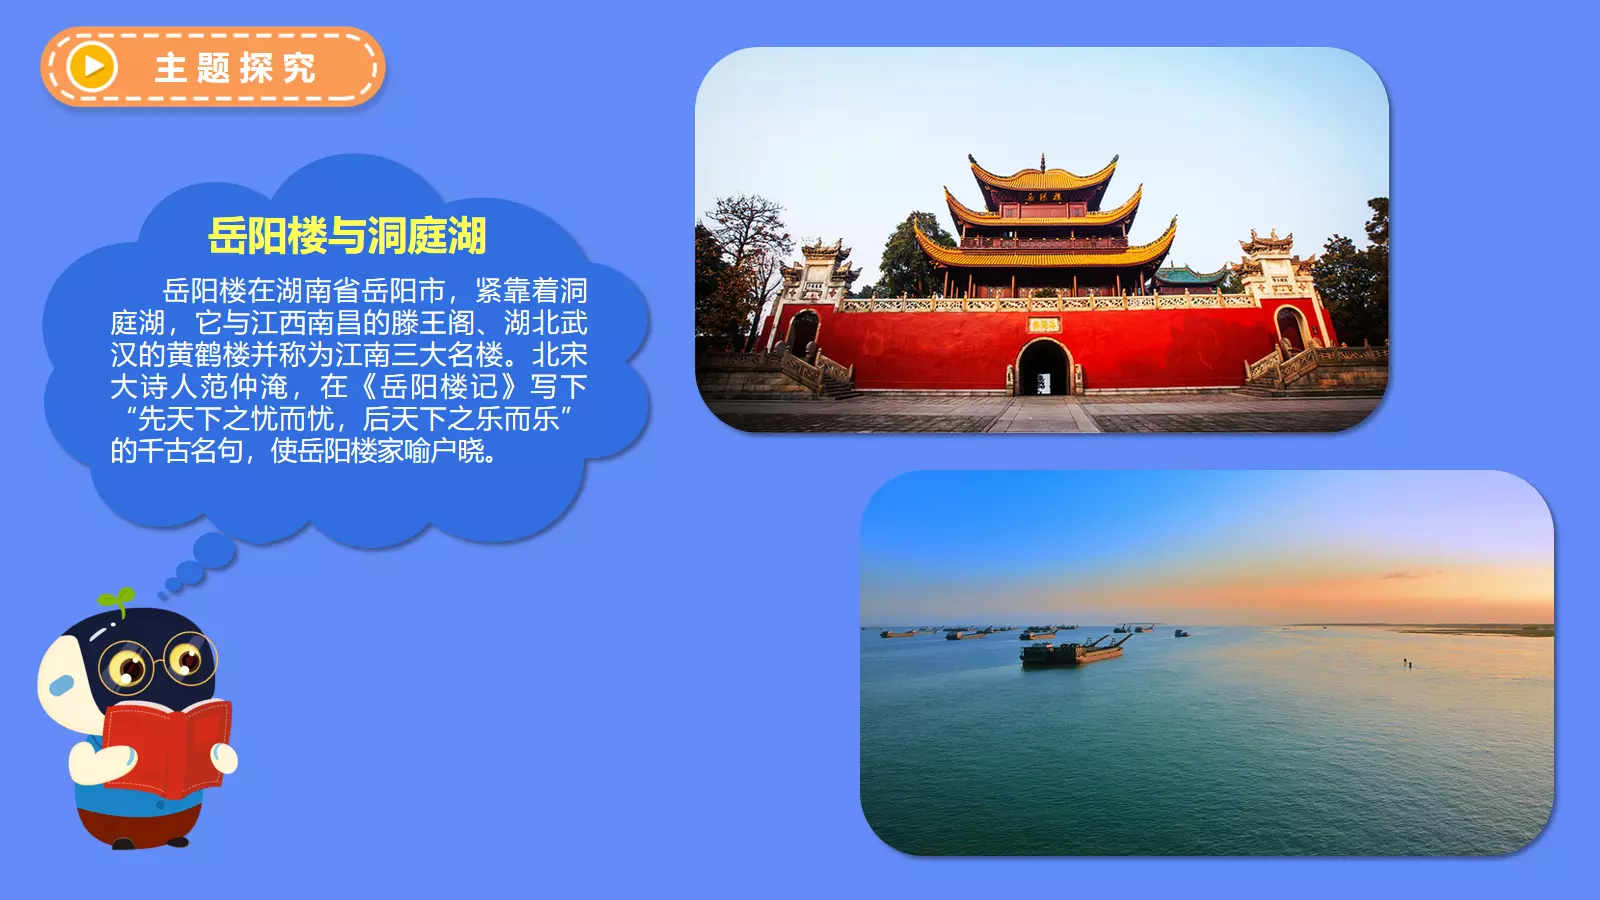 主题探究
岳阳楼与洞庭湖
岳阳楼在湖南省岳阳市，紧靠着洞
庭湖，它与江西南昌的滕王阁、湖北武
汉的黄鹤楼并称为江南三大名楼。北宋
大诗人范仲淹，在《岳阳楼记》写下
“先天下之忧而忧，后天下之乐而乐”
的千古名句，使岳阳楼家喻户晓。